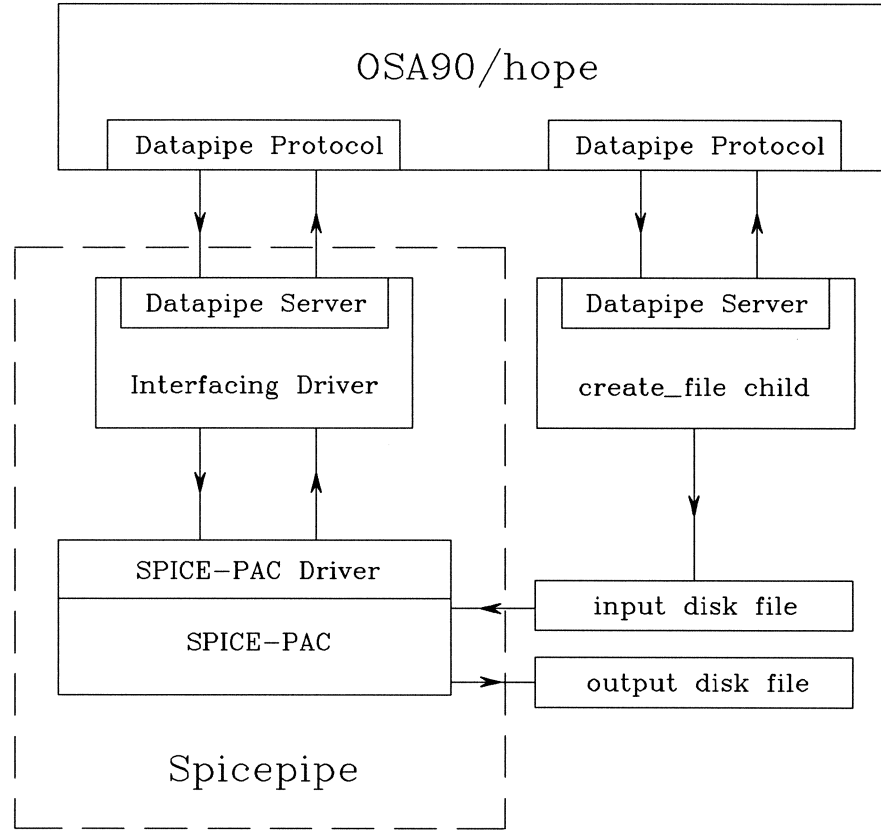 OSA90/hope
Datapipe Protocol
Datapipe Protocol
Datapipe Server
Interfacing Driver
Datapipe Server
create_file child
SPICE-PAC Driver
SPICE-PAC
input disk file
output disk file
Spicepipe